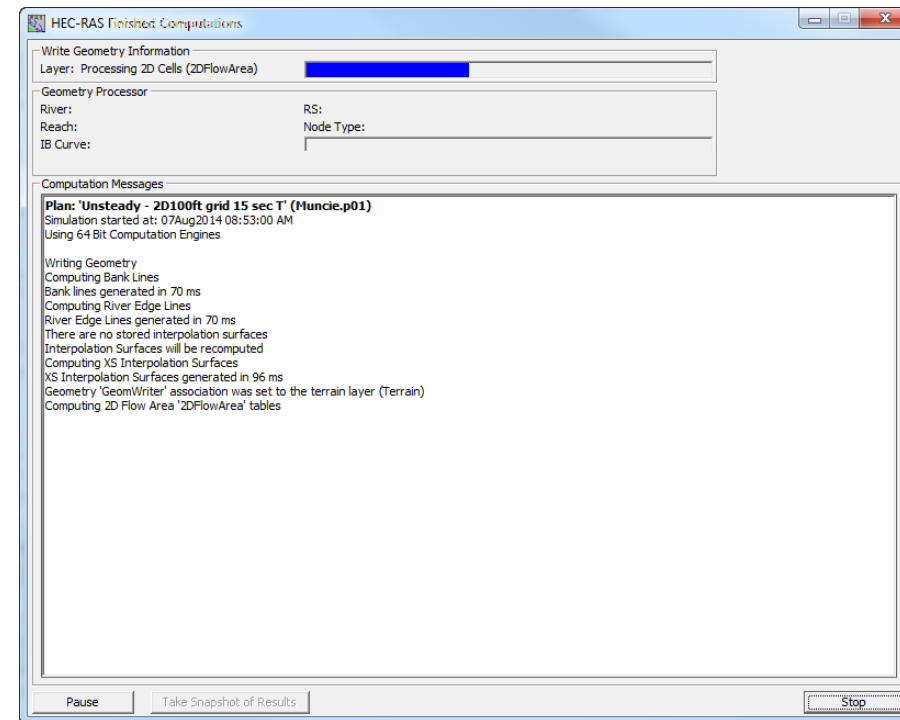 HEC-RAS Finished Computations
Write Geometry Information
Layer: Processing 2D Cells (2DFlowArea)
Geometry Processor
River: RS:
Reach: Node Type:
IB Curve:
Computation Messages
Plan: 'Unsteady - 2D100ft grid 15 sec T' (Muncie.p01)
Simulation started at: 07Aug2014 08:53:00 AM
Using 64 Bit Computation Engines
Writing Geometry
Computing Bank Lines
Bank lines generated in 70 ms
Computing River Edge Lines
River Edge Lines generated in 70 ms
There are no stored interpolation surfaces
Interpolation Surfaces will be recomputed
Computing XS Interpolation Surfaces
XS Interpolation Surfaces generated in 96 ms
Geometry 'GeomWriter' association was set to the terrain layer (Terrain)
Computing 2D Flow Area '2DFlowArea' tables
Pause Take Snapshot of Results Stop